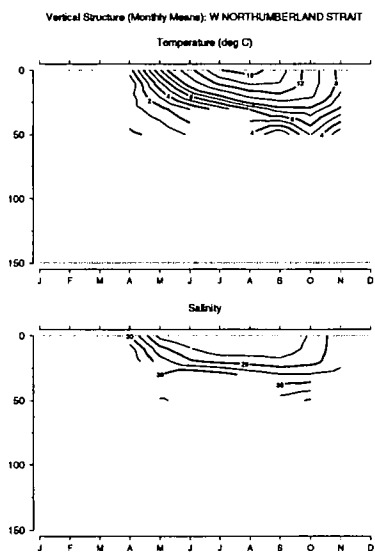 Vertical Structure (Monthly Means): W NORTHUMBERLAND STRAIT
Temperature (deg C)
0
50
100
150
J F M A M J J A S O N D
Salinity
0
50
100
150
J F M A M J J A S O N D